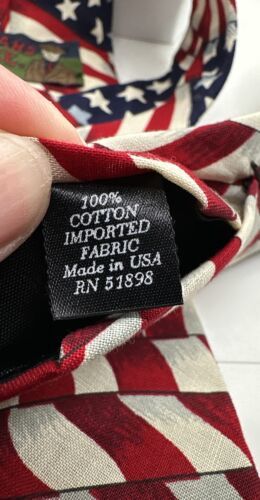 100%
COTTON
IMPORTED
FABRIC
Made in USA
RN 51898